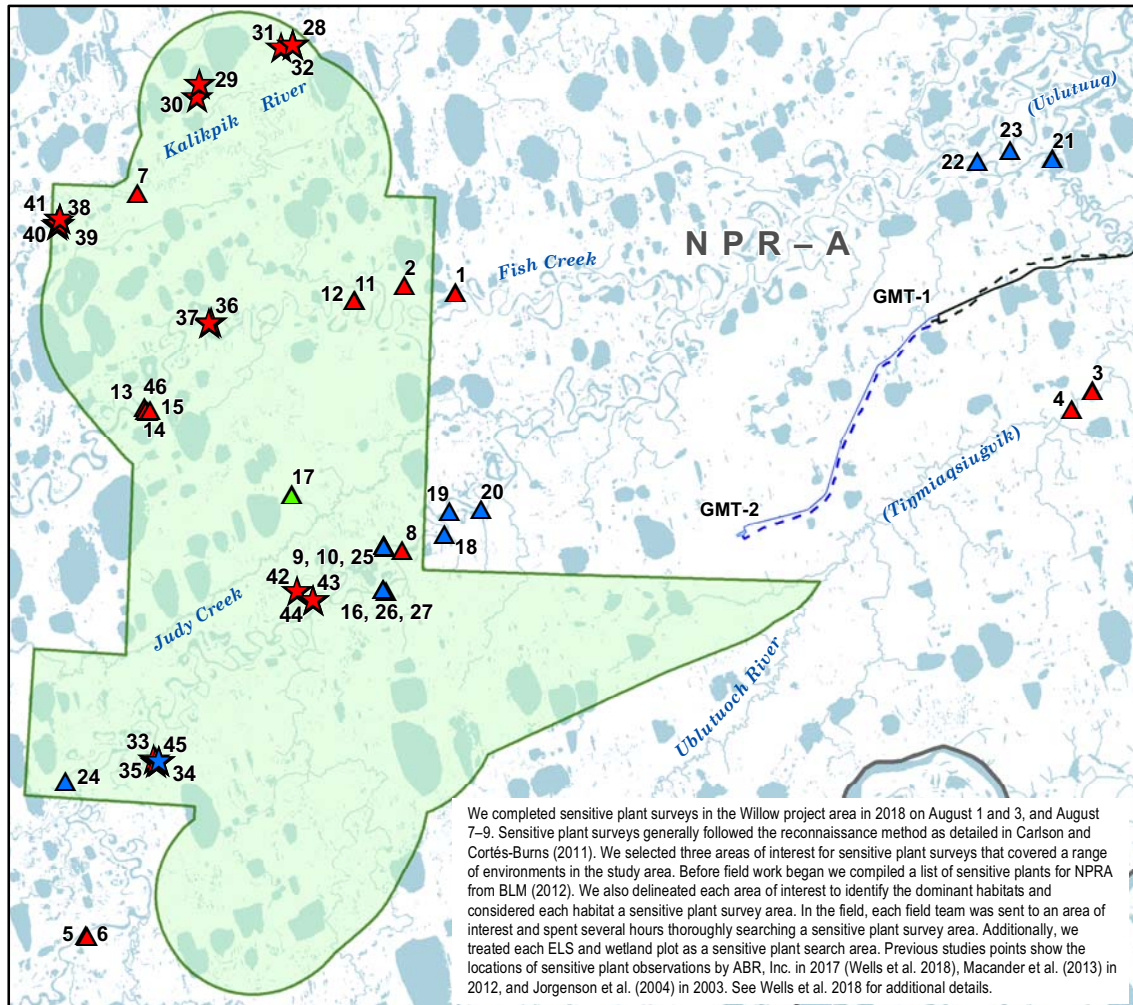 31
28
32
29
30
Kalikpik River
(Uvlutuuq)
23
21
22
7
41
38
40
39
NPR–A
Fish Creek
2
1
12
11
GMT-1
36
37
3
4
13
46
15
14
(Tiŋmiaqsiuġvik)
17
19
20
GMT-2
18
8
9, 10, 25
42
43
44
16, 26, 27
Judy Creek
Ublutuoch River
33
45
35
34
24
5
6
We completed sensitive plant surveys in the Willow project area in 2018 on August 1 and 3, and August
7–9. Sensitive plant surveys generally followed the reconnaissance method as detailed in Carlson and
Cortés-Burns (2011). We selected three areas of interest for sensitive plant surveys that covered a range
of environments in the study area. Before field work began we compiled a list of sensitive plants for NPRA
from BLM (2012). We also delineated each area of interest to identify the dominant habitats and
considered each habitat a sensitive plant survey area. In the field, each field team was sent to an area of
interest and spent several hours thoroughly searching a sensitive plant survey area. Additionally, we
treated each ELS and wetland plot as a sensitive plant search area. Previous studies points show the
locations of sensitive plant observations by ABR, Inc. in 2017 (Wells et al. 2018), Macander et al. (2013) in
2012, and Jorgenson et al. (2004) in 2003. See Wells et al. 2018 for additional details.